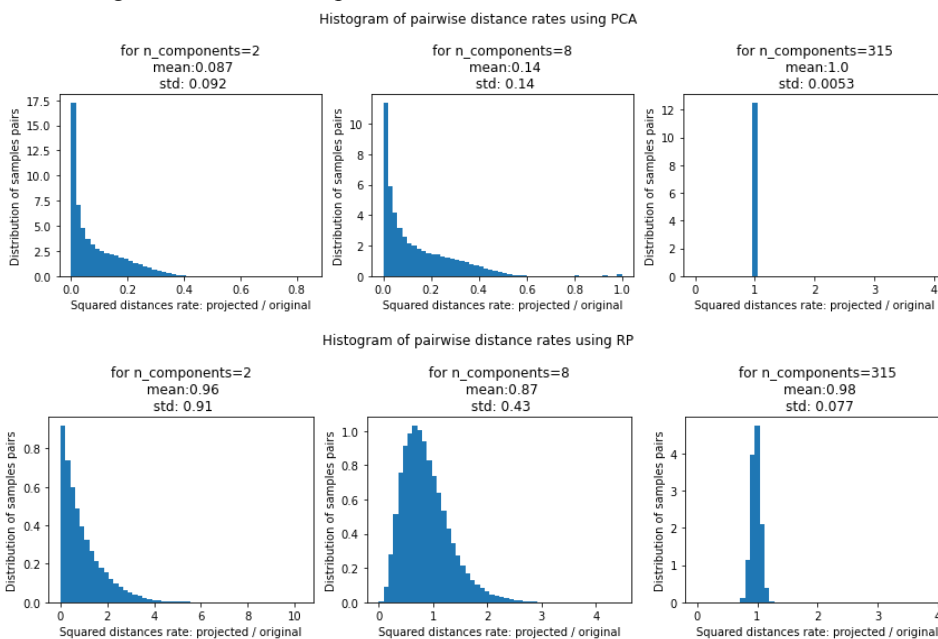 Histogram of pairwise distance rates using PCA
for n_components=2
mean:0.087
std: 0.092
for n_components=8
mean:0.14
std: 0.14
for n_components=315
mean:1.0
std: 0.0053
Distribution of samples pairs
17.5
15.0
12.5
10.0
7.5
5.0
2.5
0.0
0.0 0.2 0.4 0.6 0.8
Squared distances rate: projected / original
Distribution of samples pairs
10
8
6
4
2
0
0.0 0.2 0.4 0.6 0.8 1.0
Squared distances rate: projected / original
Distribution of samples pairs
12
10
8
6
4
2
0
0 1 2 3 4
Squared distances rate: projected / original
Histogram of pairwise distance rates using RP
for n_components=2
mean:0.96
std: 0.91
for n_components=8
mean:0.87
std: 0.43
for n_components=315
mean:0.98
std: 0.077
Distribution of samples pairs
0.8
0.6
0.4
0.2
0.0
0 2 4 6 8 10
Squared distances rate: projected / original
Distribution of samples pairs
1.0
0.8
0.6
0.4
0.2
0.0
0 1 2 3 4
Squared distances rate: projected / original
Distribution of samples pairs
4
3
2
1
0
0 1 2 3 4
Squared distances rate: projected / original